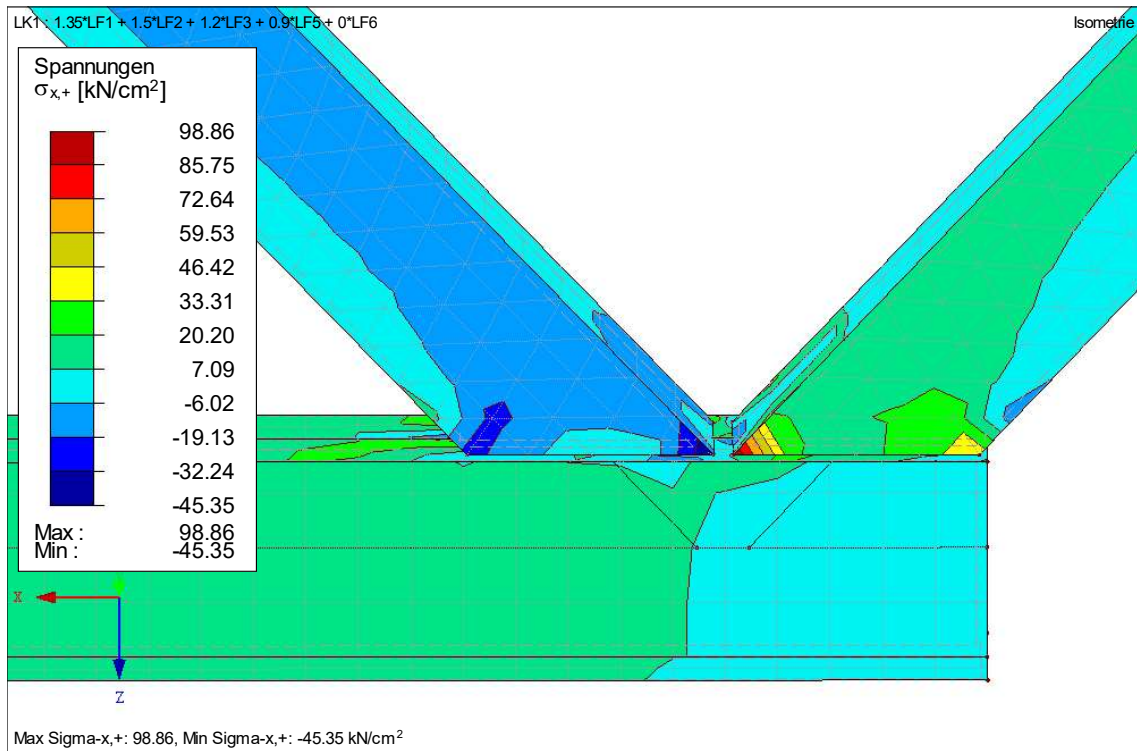 LK1 : 1.35*LF1 + 1.5*LF2 + 1.2*LF3 + 0.9*LF5 + 0*LF6
Isometrie
Spannungen
σx,+ [kN/cm²]
98.86
85.75
72.64
59.53
46.42
33.31
20.20
7.09
-6.02
-19.13
-32.24
-45.35
Max : 98.86
Min : -45.35
X
Z
Max Sigma-x,+: 98.86, Min Sigma-x,+: -45.35 kN/cm²